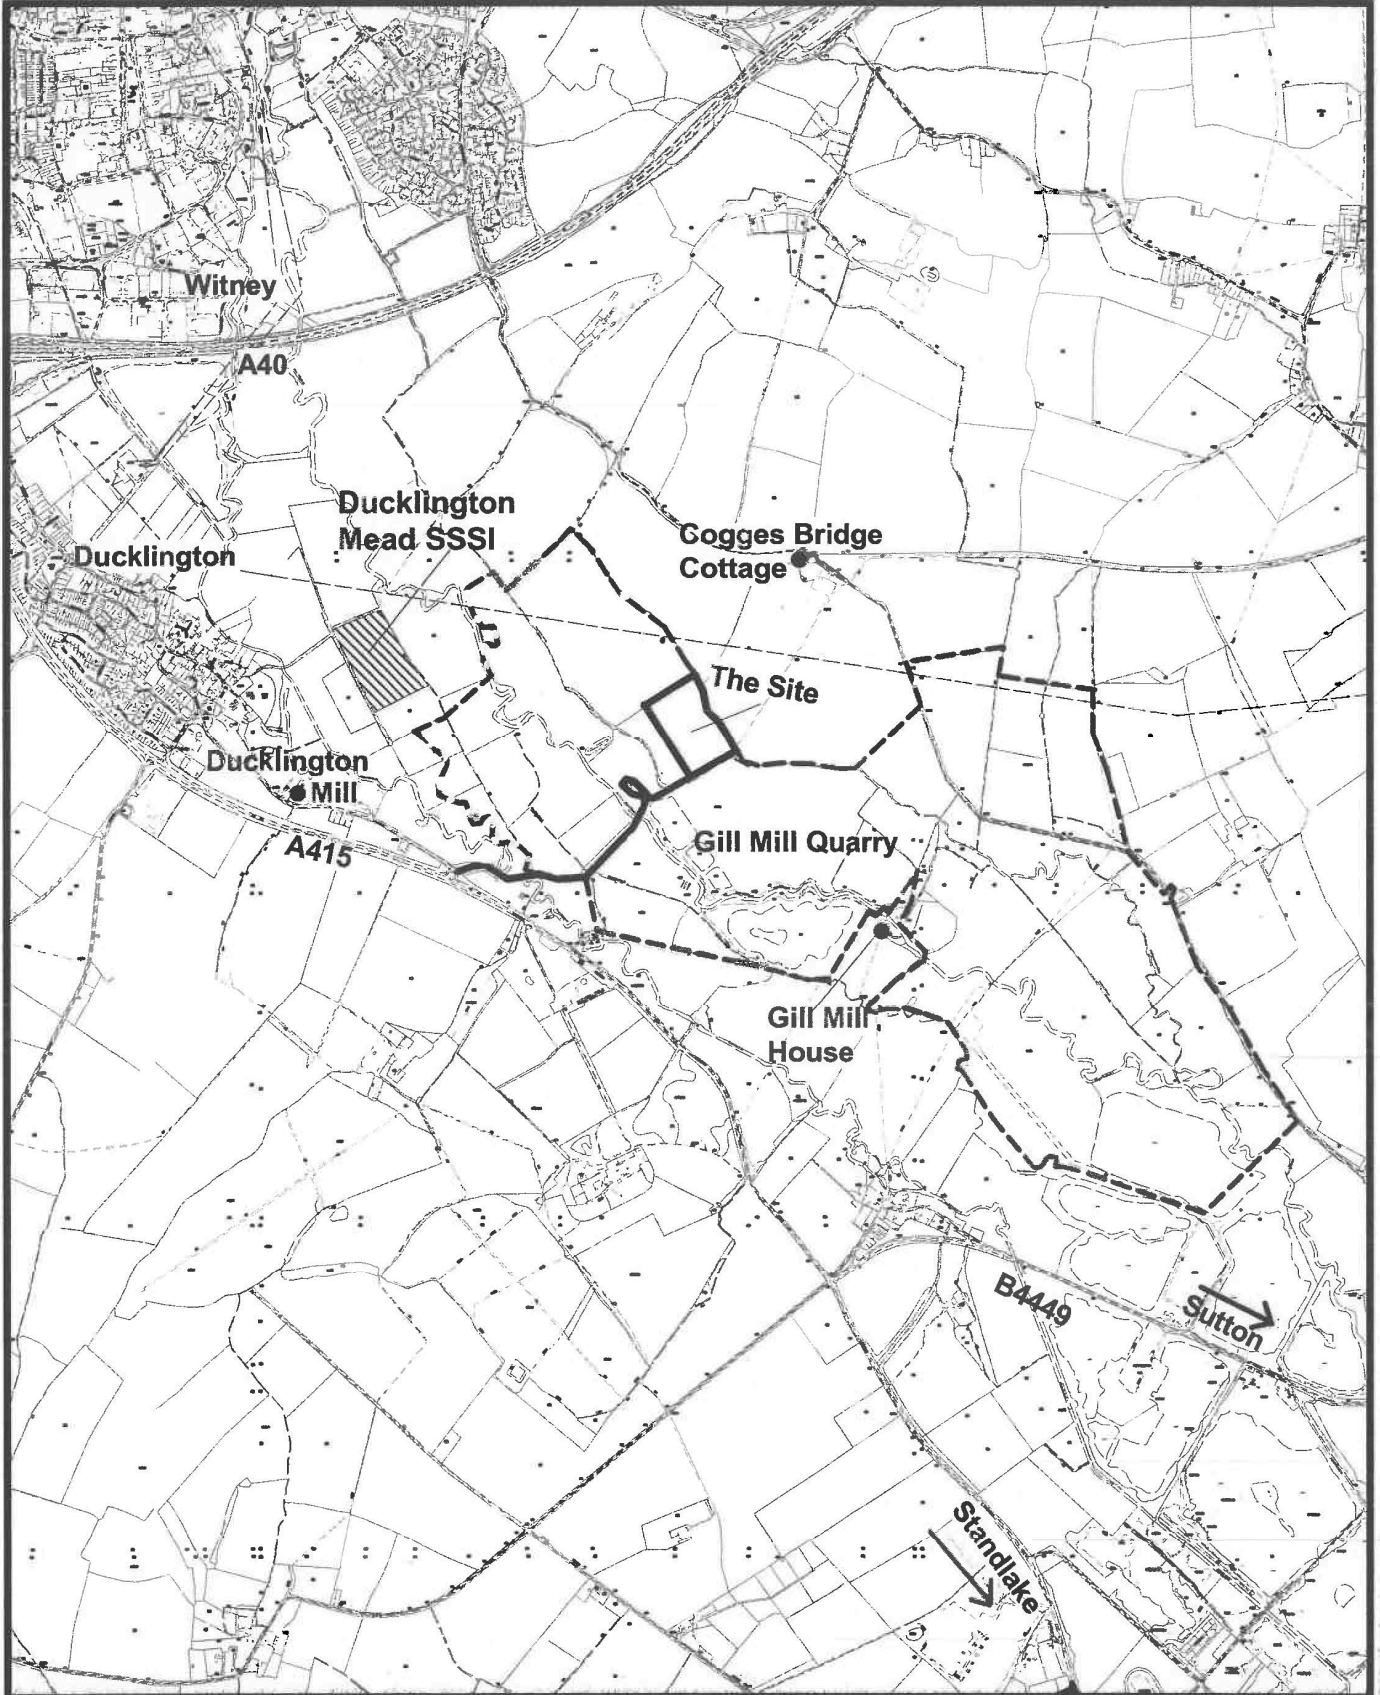 Witney
A40
Ducklington
Mead SSSI
Cogges Bridge
Cottage
Ducklington
The Site
Ducklington
Mill
A415
Gill Mill Quarry
Gill Mill
House
B4449
Sutton
Standlake